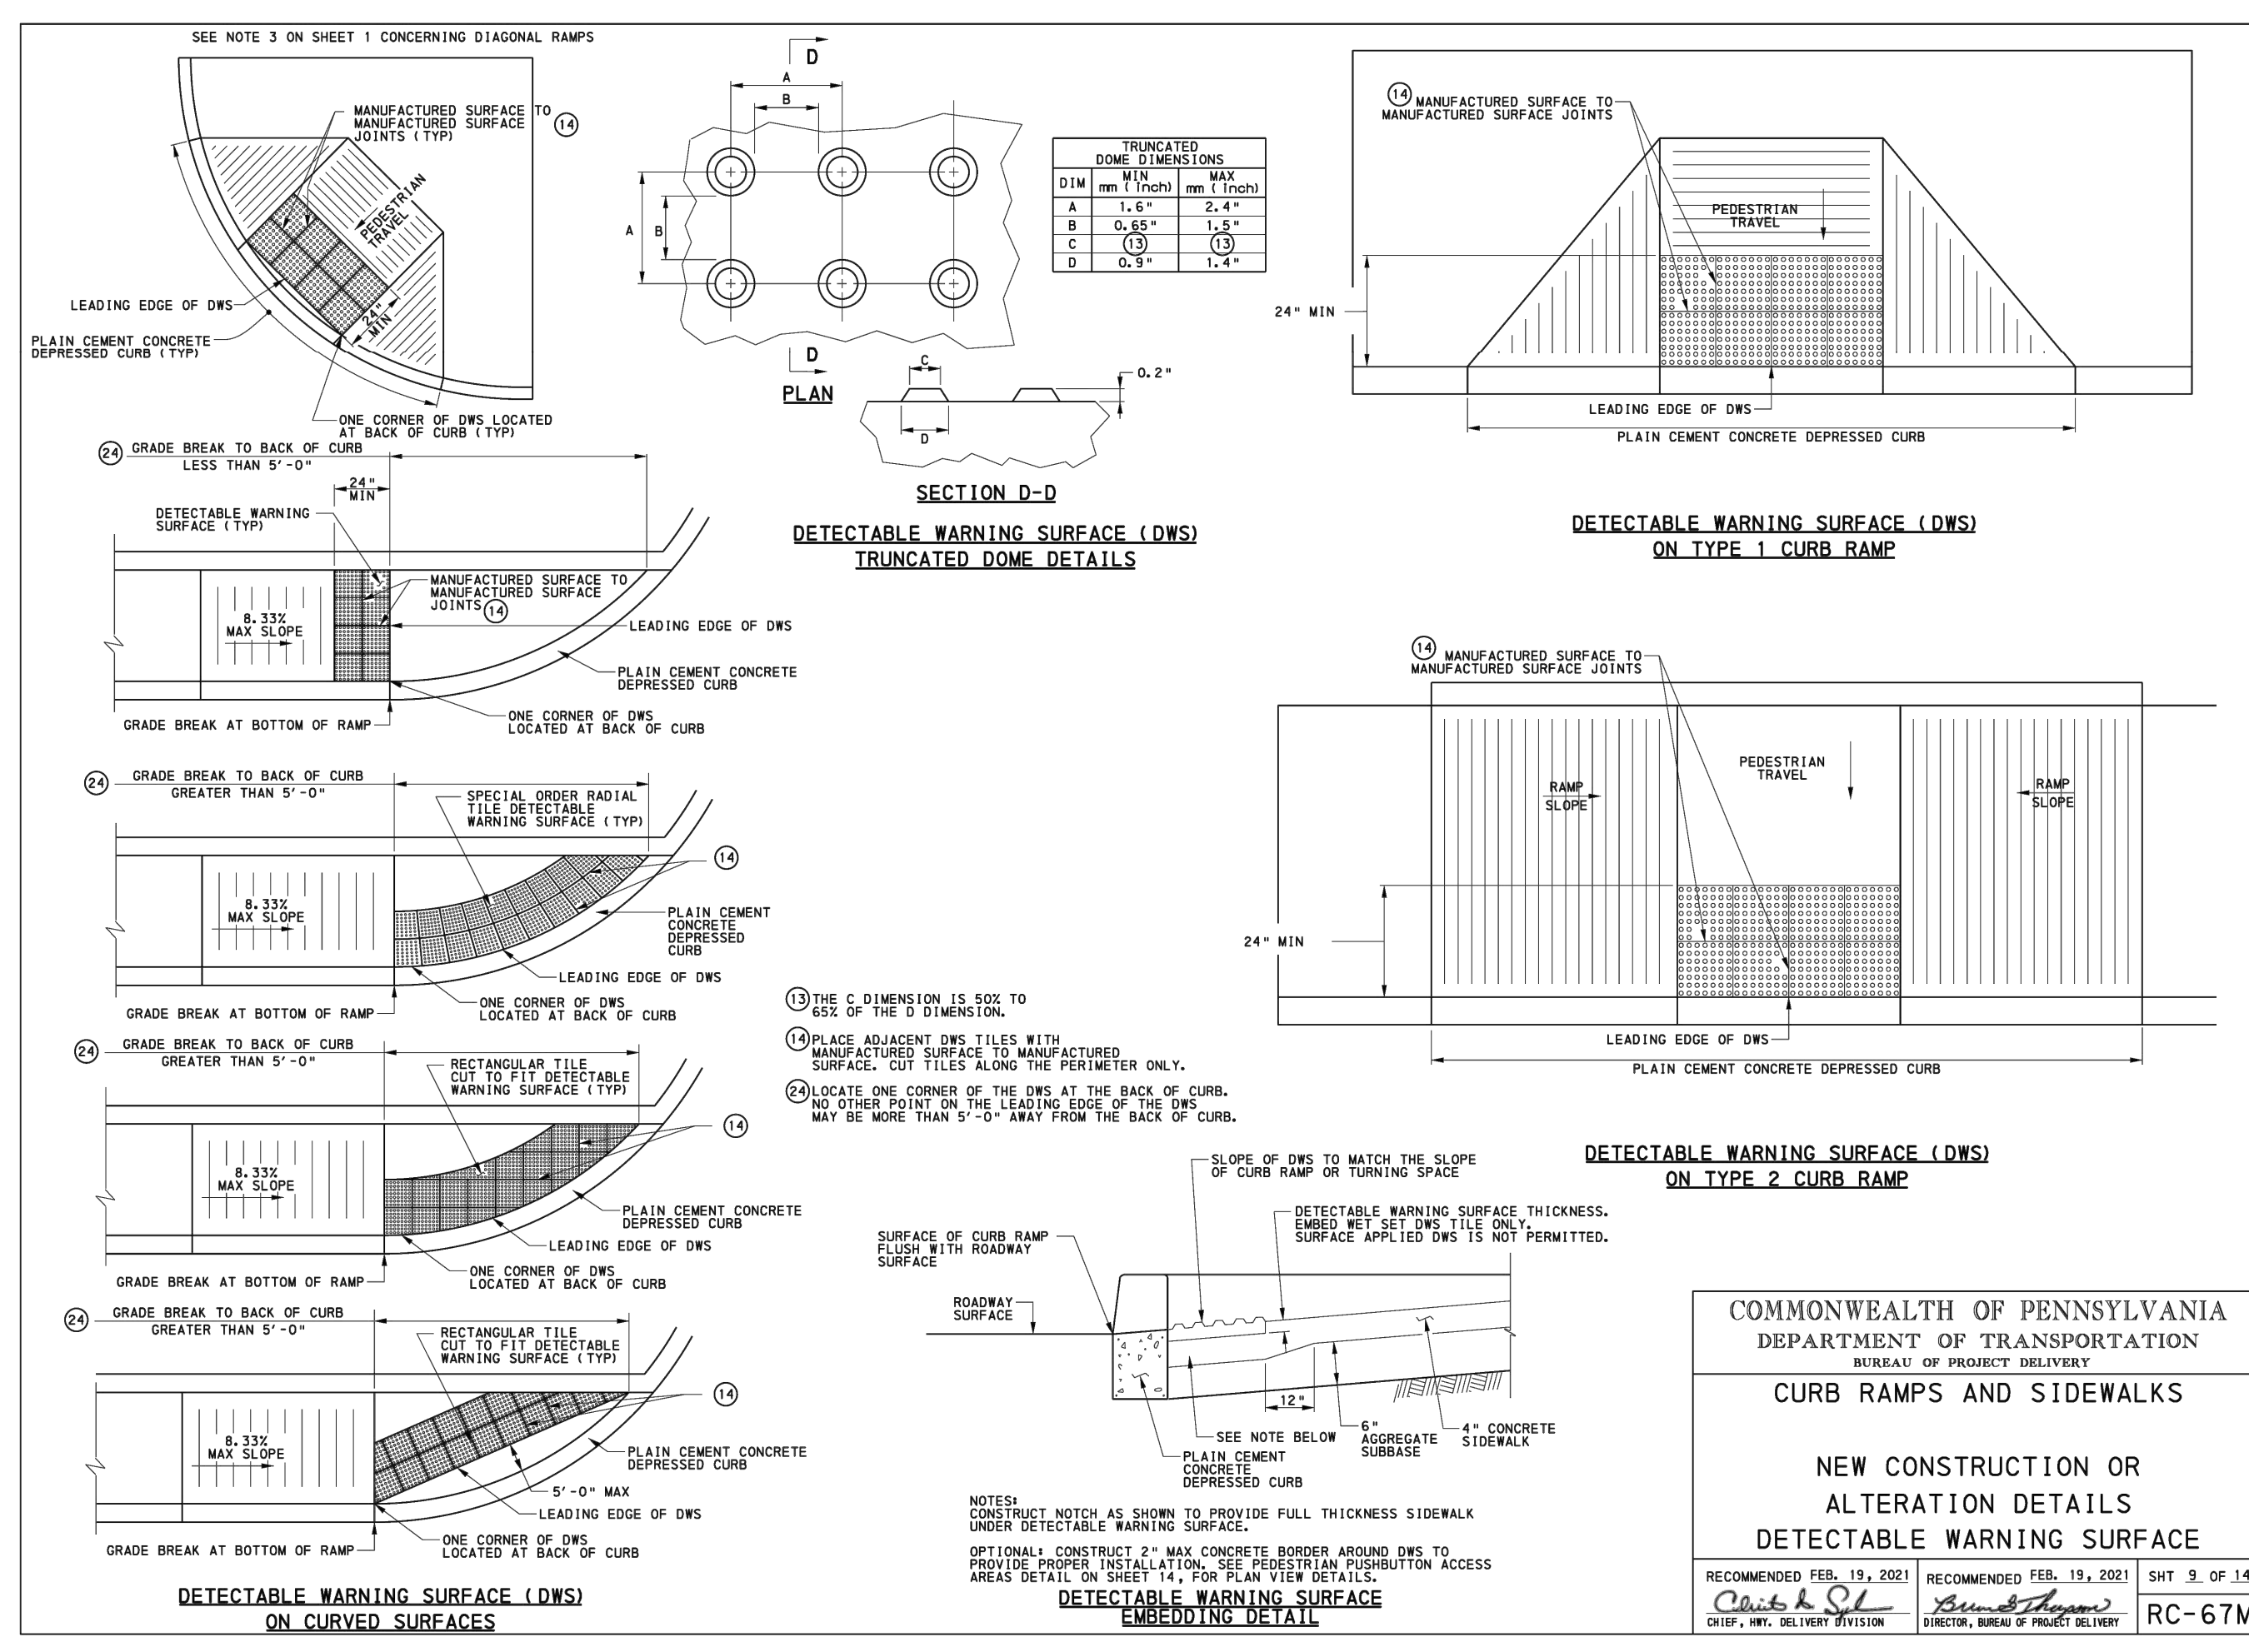 SEE NOTE 3 ON SHEET 1 CONCERNING DIAGONAL RAMPS
MANUFACTURED SURFACE TO
MANUFACTURED SURFACE
JOINTS (TYP)
14
PEDESTRIAN
TRAVEL
LEADING EDGE OF DWS
24"
MIN
PLAIN CEMENT CONCRETE
DEPRESSED CURB (TYP)
ONE CORNER OF DWS LOCATED
AT BACK OF CURB (TYP)
24
GRADE BREAK TO BACK OF CURB
LESS THAN 5'-0"
24"
MIN
DETECTABLE WARNING
SURFACE (TYP)
MANUFACTURED SURFACE TO
MANUFACTURED SURFACE
JOINTS 14
8.33%
MAX SLOPE
LEADING EDGE OF DWS
PLAIN CEMENT CONCRETE
DEPRESSED CURB
ONE CORNER OF DWS
LOCATED AT BACK OF CURB
GRADE BREAK AT BOTTOM OF RAMP
24
GRADE BREAK TO BACK OF CURB
GREATER THAN 5'-0"
SPECIAL ORDER RADIAL
TILE DETECTABLE
WARNING SURFACE (TYP)
14
8.33%
MAX SLOPE
PLAIN CEMENT
CONCRETE
DEPRESSED
CURB
LEADING EDGE OF DWS
ONE CORNER OF DWS
LOCATED AT BACK OF CURB
GRADE BREAK AT BOTTOM OF RAMP
24
GRADE BREAK TO BACK OF CURB
GREATER THAN 5'-0"
RECTANGULAR TILE
CUT TO FIT DETECTABLE
WARNING SURFACE (TYP)
14
8.33%
MAX SLOPE
PLAIN CEMENT CONCRETE
DEPRESSED CURB
LEADING EDGE OF DWS
ONE CORNER OF DWS
LOCATED AT BACK OF CURB
GRADE BREAK AT BOTTOM OF RAMP
24
GRADE BREAK TO BACK OF CURB
GREATER THAN 5'-0"
RECTANGULAR TILE
CUT TO FIT DETECTABLE
WARNING SURFACE (TYP)
14
8.33%
MAX SLOPE
PLAIN CEMENT CONCRETE
DEPRESSED CURB
5'-0" MAX
LEADING EDGE OF DWS
ONE CORNER OF DWS
LOCATED AT BACK OF CURB
GRADE BREAK AT BOTTOM OF RAMP
DETECTABLE WARNING SURFACE (DWS)
ON CURVED SURFACES
D
A
B
A
B
D
PLAN
C
0.2"
D
SECTION D-D
DETECTABLE WARNING SURFACE (DWS)
TRUNCATED DOME DETAILS
TRUNCATED
DOME DIMENSIONS
DIM MIN mm (inch) MAX mm (inch)
A 1.6" 2.4"
B 0.65" 1.5"
C 13 13
D 0.9" 1.4"
13 THE C DIMENSION IS 50% TO
65% OF THE D DIMENSION.
14 PLACE ADJACENT DWS TILES WITH
MANUFACTURED SURFACE TO MANUFACTURED
SURFACE. CUT TILES ALONG THE PERIMETER ONLY.
24 LOCATE ONE CORNER OF THE DWS AT THE BACK OF CURB.
NO OTHER POINT ON THE LEADING EDGE OF THE DWS
MAY BE MORE THAN 5'-0" AWAY FROM THE BACK OF CURB.
SLOPE OF DWS TO MATCH THE SLOPE
OF CURB RAMP OR TURNING SPACE
DETECTABLE WARNING SURFACE THICKNESS.
EMBED WET SET DWS TILE ONLY.
SURFACE APPLIED DWS IS NOT PERMITTED.
SURFACE OF CURB RAMP
FLUSH WITH ROADWAY
SURFACE
ROADWAY
SURFACE
12"
SEE NOTE BELOW
6"
AGGREGATE
SUBBASE
4" CONCRETE
SIDEWALK
PLAIN CEMENT
CONCRETE
DEPRESSED CURB
NOTES:
CONSTRUCT NOTCH AS SHOWN TO PROVIDE FULL THICKNESS SIDEWALK
UNDER DETECTABLE WARNING SURFACE.
OPTIONAL: CONSTRUCT 2" MAX CONCRETE BORDER AROUND DWS TO
PROVIDE PROPER INSTALLATION. SEE PEDESTRIAN PUSHBUTTON ACCESS
AREAS DETAIL ON SHEET 14, FOR PLAN VIEW DETAILS.
DETECTABLE WARNING SURFACE
EMBEDDING DETAIL
14 MANUFACTURED SURFACE TO
MANUFACTURED SURFACE JOINTS
PEDESTRIAN
TRAVEL
24" MIN
LEADING EDGE OF DWS
PLAIN CEMENT CONCRETE DEPRESSED CURB
DETECTABLE WARNING SURFACE (DWS)
ON TYPE 1 CURB RAMP
14 MANUFACTURED SURFACE TO
MANUFACTURED SURFACE JOINTS
PEDESTRIAN
TRAVEL
RAMP
SLOPE
RAMP
SLOPE
24" MIN
LEADING EDGE OF DWS
PLAIN CEMENT CONCRETE DEPRESSED CURB
DETECTABLE WARNING SURFACE (DWS)
ON TYPE 2 CURB RAMP
COMMONWEALTH OF PENNSYLVANIA
DEPARTMENT OF TRANSPORTATION
BUREAU OF PROJECT DELIVERY
CURB RAMPS AND SIDEWALKS
NEW CONSTRUCTION OR
ALTERATION DETAILS
DETECTABLE WARNING SURFACE
RECOMMENDED FEB. 19, 2021
CHIEF, HWY. DELIVERY DIVISION
RECOMMENDED FEB. 19, 2021
DIRECTOR, BUREAU OF PROJECT DELIVERY
SHT 9 OF 14
RC-67M